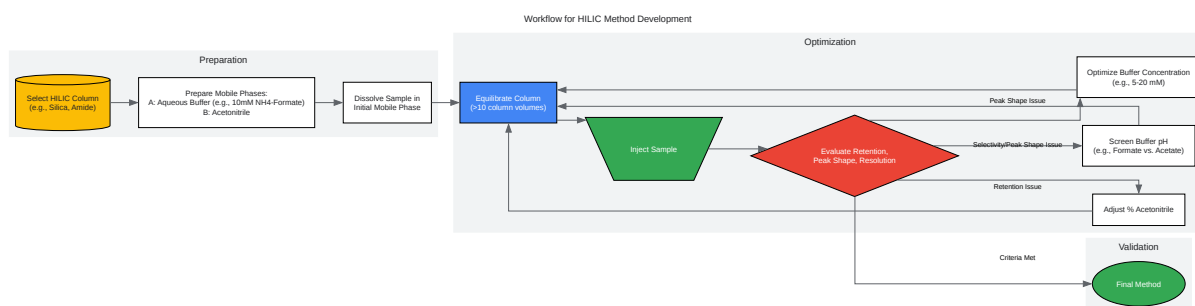 Workflow for HILIC Method Development
Preparation
Select HILIC Column
(e.g., Silica, Amide)
Prepare Mobile Phases:
A: Aqueous Buffer (e.g., 10mM NH4-Formate)
B: Acetonitrile
Dissolve Sample in
Initial Mobile Phase
Optimization
Equilibrate Column
(>10 column volumes)
Inject Sample
Evaluate Retention,
Peak Shape, Resolution
Peak Shape Issue
Optimize Buffer Concentration
(e.g., 5-20 mM)
Selectivity/Peak Shape Issue
Screen Buffer pH
(e.g., Formate vs. Acetate)
Retention Issue
Adjust % Acetonitrile
Criteria Met
Validation
Final Method